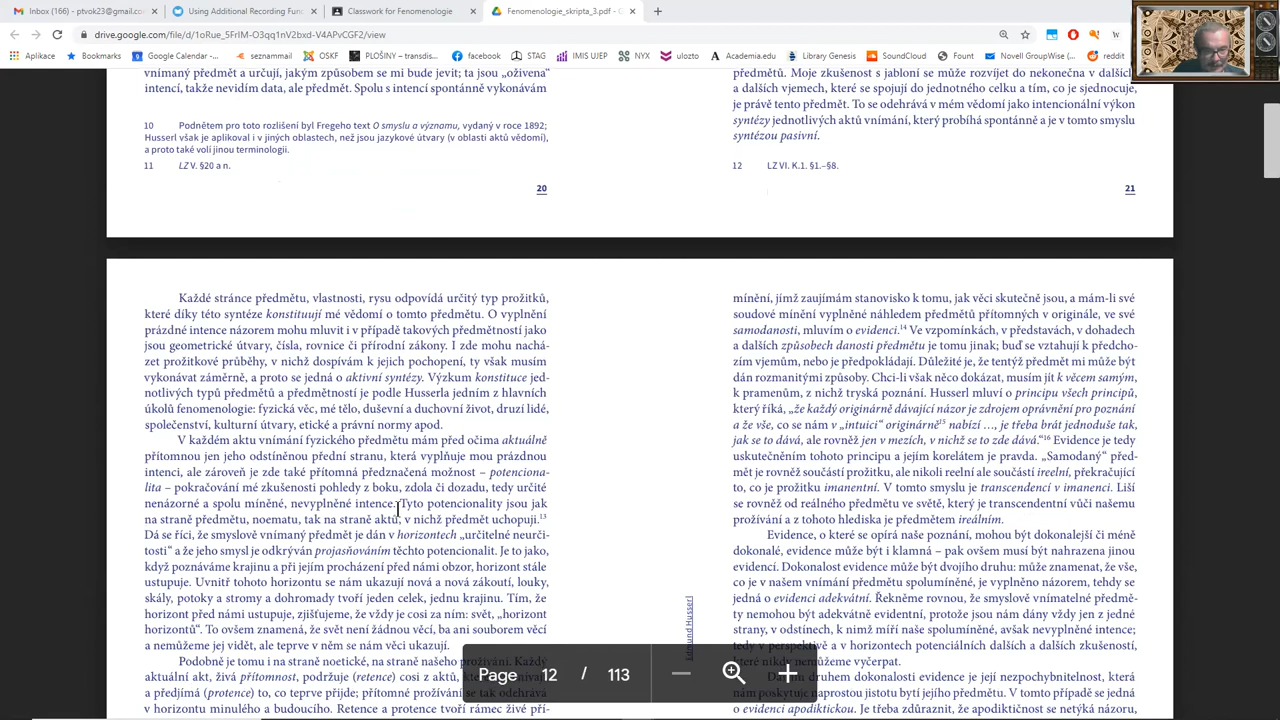 Inbox (166) - ptvok23@gmail.com
Using Additional Recording Func
Classwork for Fenomenologie
Fenomenologie_skripta_3.pdf - G
drive.google.com/file/d/1oRue_5FrIM-O3qq1nV2bxd-V4APvCGF2/view
Aplikace
Bookmarks
Google Calendar -
seznammail
OSKF
PLOŠINY – transdis...
facebook
STAG
IMIS UJEP
NYX
ulozto
Academia.edu
Library Genesis
SoundCloud
Fount
Novell GroupWise (
reddit
vnímaný předmět a určují, jakým způsobem se mi bude jevit; ta jsou „oživena“
intencí, takže nevidím data, ale předmět. Spolu s intencí spontánně vykonávám
10 Podnětem pro toto rozlišení byl Fregeho text O smyslu a významu, vydaný v roce 1892;
Husserl však je aplikoval i v jiných oblastech, než jsou jazykové útvary (v oblasti aktů vědomí),
a proto také volí jinou terminologii.
11 LZ V. §20 a n.
20
předmětů. Moje zkušenost s jabloní se může rozvíjet do nekonečna v dalších
a dalších vjemech, které se spojují do jednotného celku a tím, co je sjednocuje,
je právě tento předmět. To se odehrává v mém vědomí jako intencionální výkon
syntézy jednotlivých aktů vnímání, který probíhá spontánně a je v tomto smyslu
syntézou pasivní.
12 LZ VI. K.1. §1.–§8.
21
Každé stránce předmětu, vlastnosti, rysu odpovídá určitý typ prožitků,
které díky této syntéze konstituují mé vědomí o tomto předmětu. O vyplnění
prázdné intence názorem mohu mluvit i v případě takových předmětností jako
jsou geometrické útvary, čísla, rovnice či přírodní zákony. I zde mohu nachá-
zet prožitkové průběhy, v nichž dospívám k jejich pochopení, ty však musím
vykonávat záměrně, a proto se jedná o aktivní syntézy. Výzkum konstituce jed-
notlivých typů předmětů a předmětností je podle Husserla jedním z hlavních
úkolů fenomenologie: fyzická věc, mé tělo, duševní a duchovní život, druzí lidé,
společenství, kulturní útvary, etické a právní normy apod.
V každém aktu vnímání fyzického předmětu mám před očima aktuálně
přítomnou jen jeho odstíněnou přední stranu, která vyplňuje mou prázdnou
intenci, ale zároveň je zde také přítomná předznačená možnost – potenciona-
lita – pokračování mé zkušenosti pohledy z boku, zdola či dozadu, tedy určité
nenázorné a spolu míněné, nevyplněné intence. Tyto potencionality jsou jak
na straně předmětu, noematu, tak na straně aktů, v nichž předmět uchopuji.13
Dá se říci, že smyslově vnímaný předmět je dán v horizontech „určitelné neurči-
tosti“ a že jeho smysl je odkrýván projasňováním těchto potencionalit. Je to jako,
když poznáváme krajinu a při jejím procházení před námi obzor, horizont stále
ustupuje. Uvnitř tohoto horizontu se nám ukazují nová a nová zákoutí, louky,
skály, potoky a stromy a dohromady tvoří jeden celek, jednu krajinu. Tím, že
horizont před námi ustupuje, zjišťujeme, že vždy je cosi za ním: svět, „horizont
horizontů“. To ovšem znamená, že svět není žádnou věcí, ba ani souborem věcí
a nemůžeme jej vidět, ale teprve v něm se nám věci ukazují.
Podobně je tomu i na straně noetické, na straně našeho prožívání. Každý
aktuální akt, živá přítomnost, podržuje (retence) cosi z aktů,
a předjímá (protence) to, co teprve přijde; přítomné prožívání se tak odehrává
v horizontu minulého a budoucího. Retence a protence tvoří rámec živé pří-
mínění, jímž zaujímám stanovisko k tomu, jak věci skutečně jsou, a mám-li své
soudové mínění vyplněné náhledem předmětů přítomných v originále, ve své
samodanosti, mluvím o evidenci.14 Ve vzpomínkách, v představách, v dohadech
a dalších způsobech danosti předmětu je tomu jinak; buď se vztahují k předcho-
zím vjemům, nebo je předpokládají. Důležité je, že tentýž předmět mi může být
dán rozmanitými způsoby. Chci-li však něco dokázat, musím jít k věcem samým,
k pramenům, z nichž tryská poznání. Husserl mluví o principu všech principů,
který říká, „že každý originárně dávající názor je zdrojem oprávnění pro poznání
a že vše, co se nám v „intuici“ originárně15 nabízí …, je třeba brát jednoduše tak,
jak se to dává, ale rovněž jen v mezích, v nichž se to zde dává.“16 Evidence je tedy
uskutečněním tohoto principu a jejím korelátem je pravda. „Samodaný“ před-
mět je rovněž součástí prožitku, ale nikoli reelní ale součástí ireelní, překračující
to, co je prožitku imanentní. V tomto smyslu je transcendencí v imanenci. Liší
se rovněž od reálného předmětu ve světě, který je transcendentní vůči našemu
prožívání a z tohoto hlediska je předmětem ireálním.
Evidence, o které se opírá naše poznání, mohou být dokonalejší či méně
dokonalé, evidence může být i klamná – pak ovšem musí být nahrazena jinou
evidencí. Dokonalost evidence může být dvojího druhu: může znamenat, že vše,
co je v našem vnímání předmětu spolumíněné, je vyplněno názorem, tehdy se
jedná o evidenci adekvátní. Řekněme rovnou, že smyslově vnímatelné předmě-
ty nemohou být adekvátně evidentní, protože jsou nám dány vždy jen z jedné
strany, v odstínech, k nimž míří naše spolumíněné, avšak nevyplněné intence;
tedy v perspektivě a v horizontech potenciálních dalších a dalších zkušeností,
které nikdy nemůžeme vyčerpat.
druhem dokonalosti evidence je její nezpochybnitelnost, která
nám poskytuje naprostou jistotu bytí jejího předmětu. V tomto případě se jedná
o evidenci apodiktickou. Je třeba zdůraznit, že apodiktičnost se netýká názoru,
Edmund Husserl
Page 12 / 113